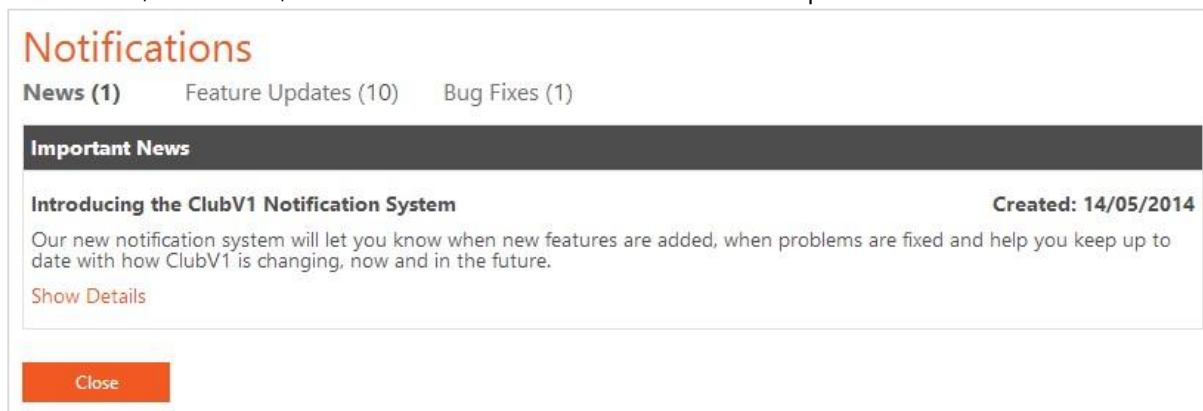 Notifications
News (1) Feature Updates (10) Bug Fixes (1)
Important News
Introducing the ClubV1 Notification System Created: 14/05/2014
Our new notification system will let you know when new features are added, when problems are fixed and help you keep up to
date with how ClubV1 is changing, now and in the future.
Show Details
Close